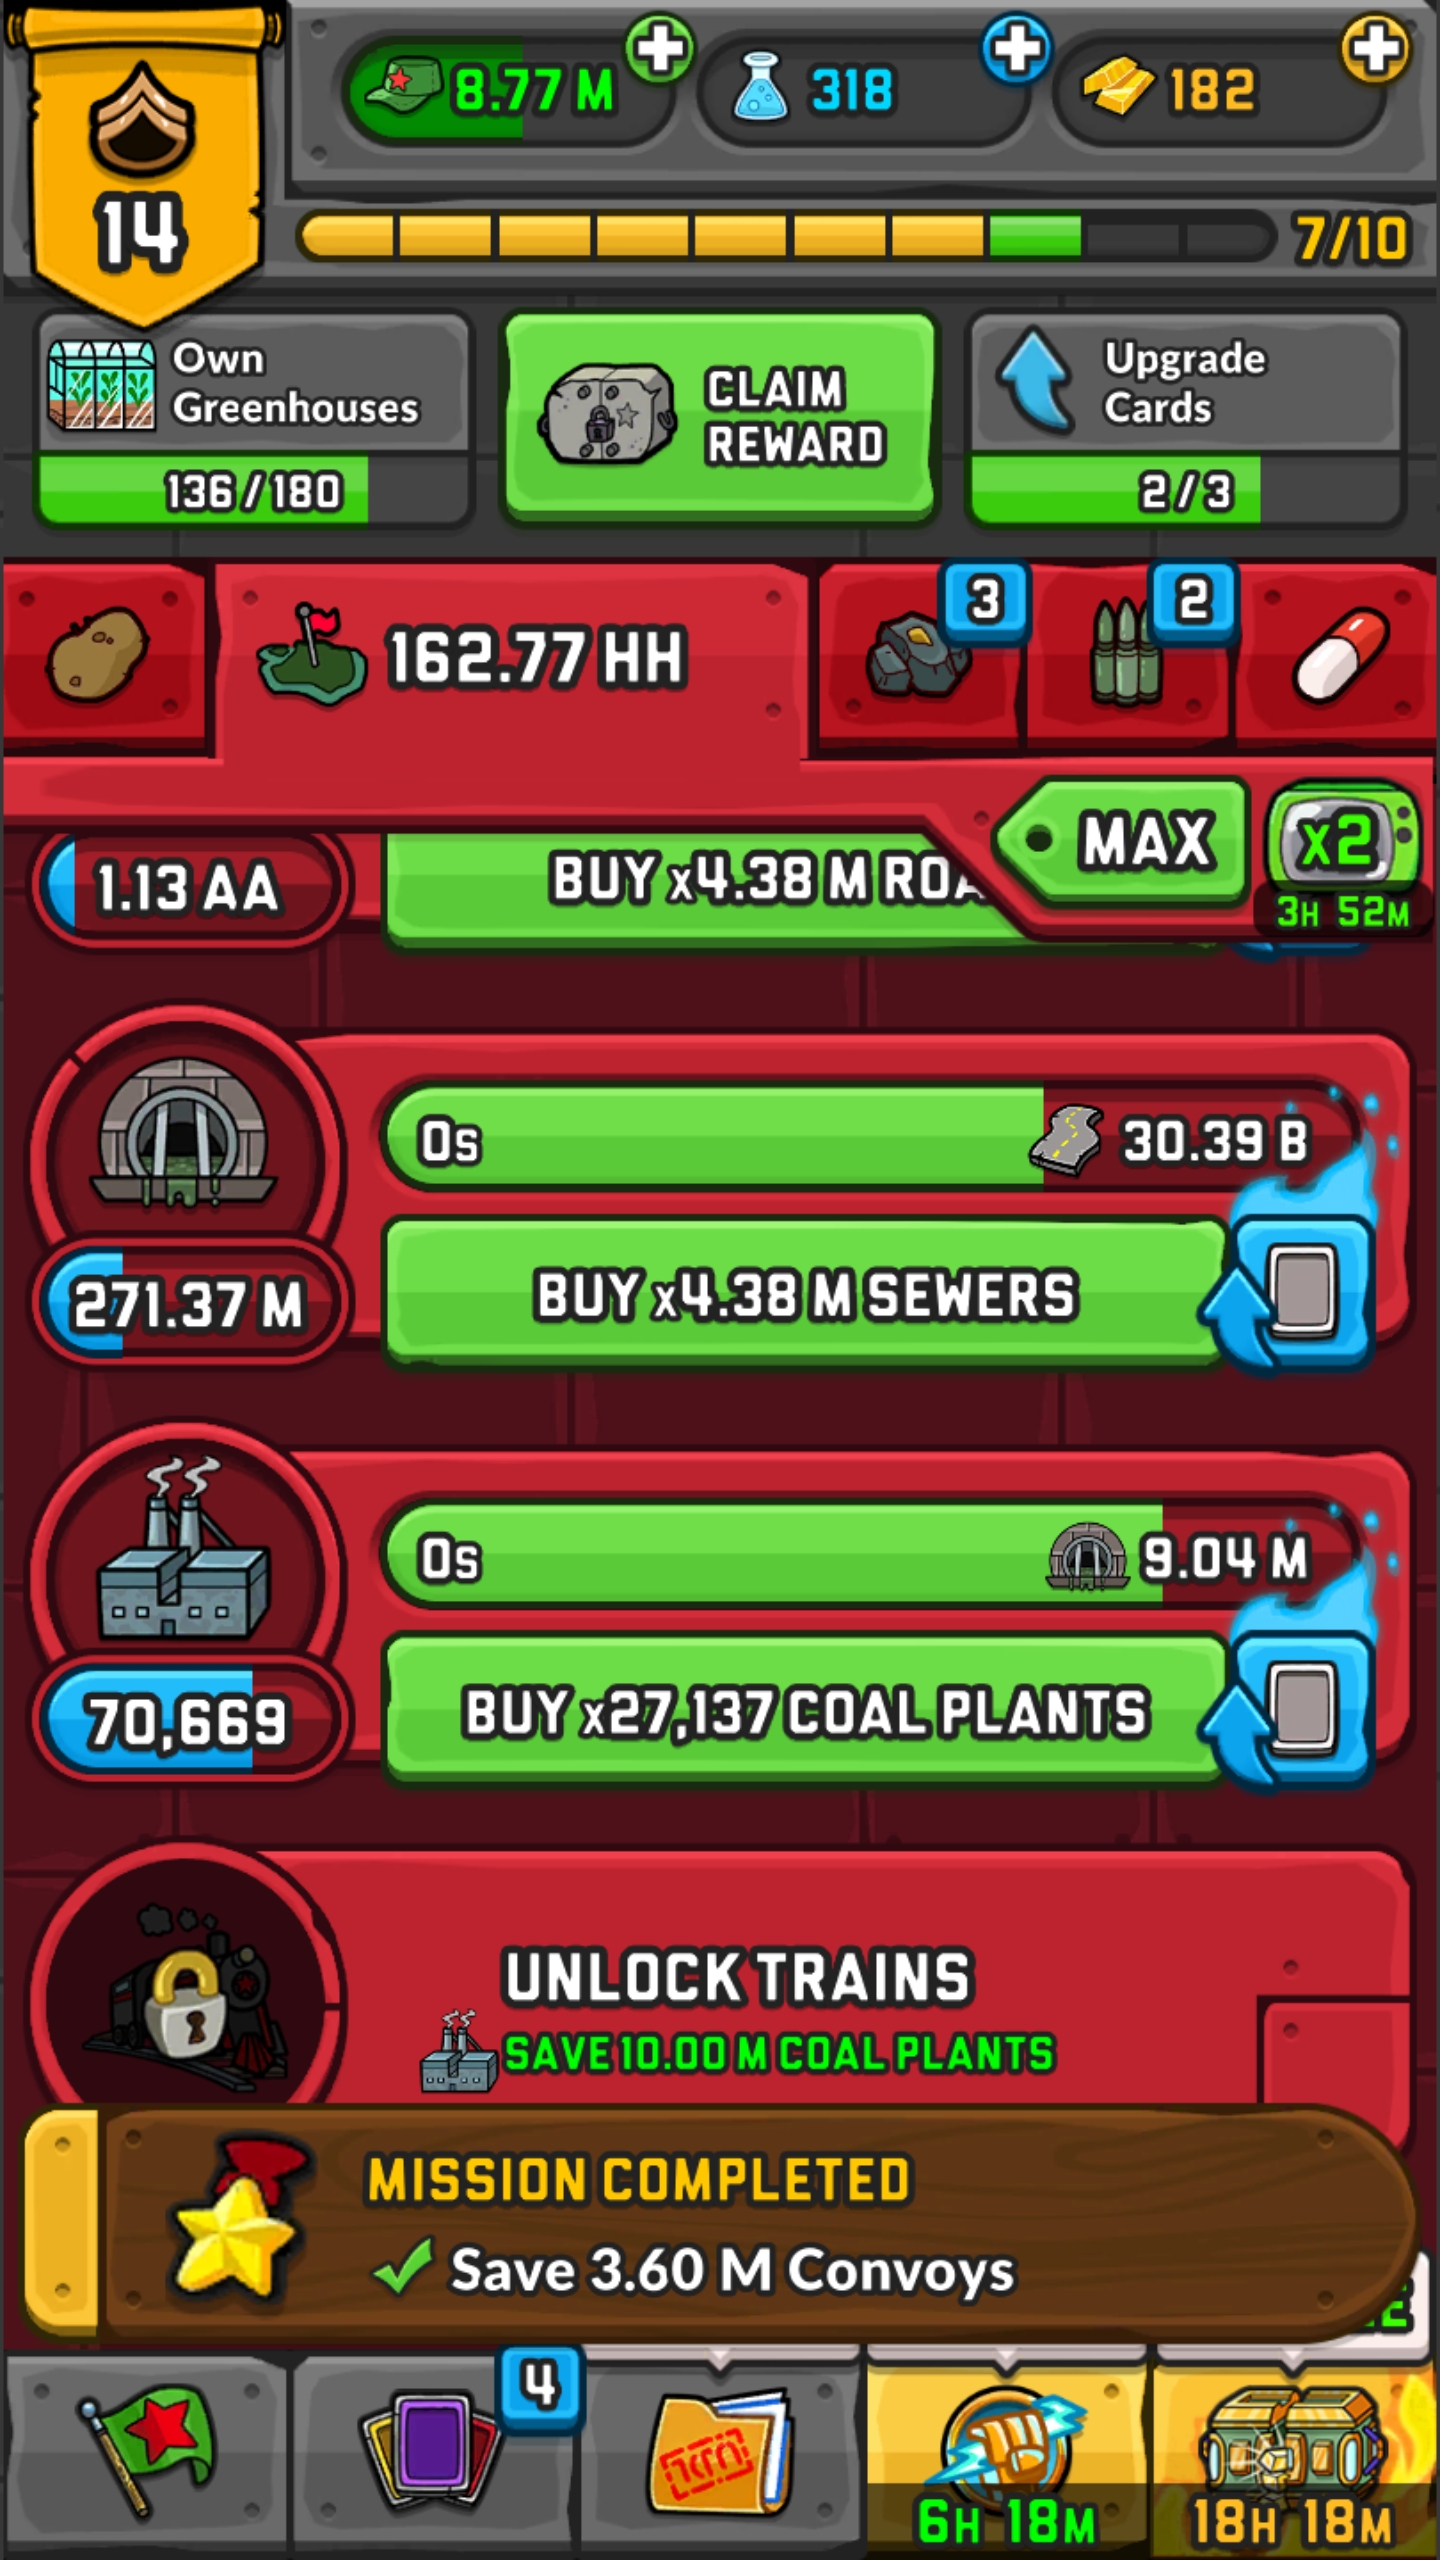 8.77 M
318
182
14
7/10
Own
Greenhouses
136 / 180
CLAIM
REWARD
Upgrade
Cards
2 / 3
162.77 HH
3
2
MAX
x2
3H 52M
1.13 AA
BUY x4.38 M
0s
30.39 B
271.37 M
BUY x4.38 M SEWERS
0s
9.04 M
70,669
BUY x27,137 COAL PLANTS
UNLOCK TRAINS
SAVE 10.00 M COAL PLANTS
MISSION COMPLETED
Save 3.60 M Convoys
4
6H 18M
18H 18M